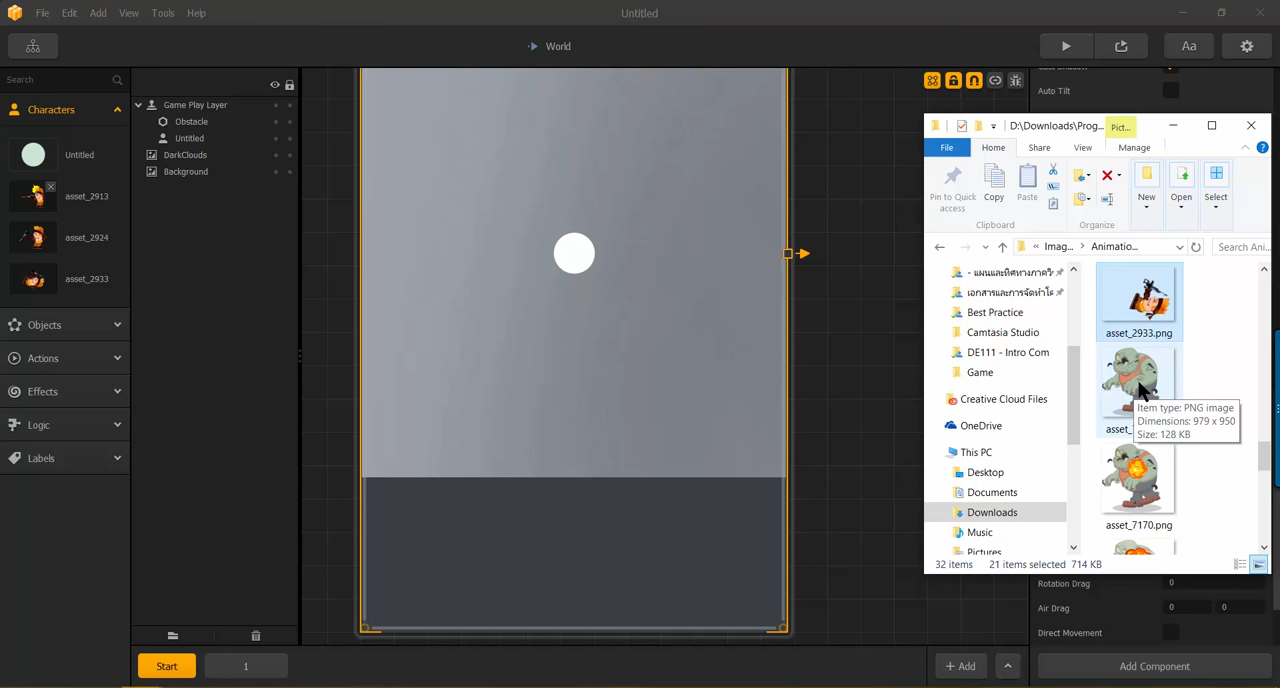 File Edit Add View Tools Help
Untitled
World
Aa
Search
Characters
Untitled
asset_2913
asset_2924
asset_2933
Objects
Actions
Effects
Logic
Labels
Game Play Layer
Obstacle
Untitled
DarkClouds
Background
Auto Tilt
D:\Downloads\Prog... Pict...
File Home Share View Manage
Pin to Quick access
Copy
Paste
New
Open
Select
Clipboard
Organize
« Imag... Animatio...
Search Ani...
Best Practice
Camtasia Studio
DE111 - Intro Com
Game
Creative Cloud Files
OneDrive
This PC
Desktop
Documents
Downloads
Music
Pictures
asset_2933.png
Item type: PNG image
Dimensions: 979 x 950
Size: 128 KB
asset_7170.png
32 items 21 items selected 714 KB
Rotation Drag 0
Air Drag 0 0
Direct Movement
Start
1
+ Add
Add Component